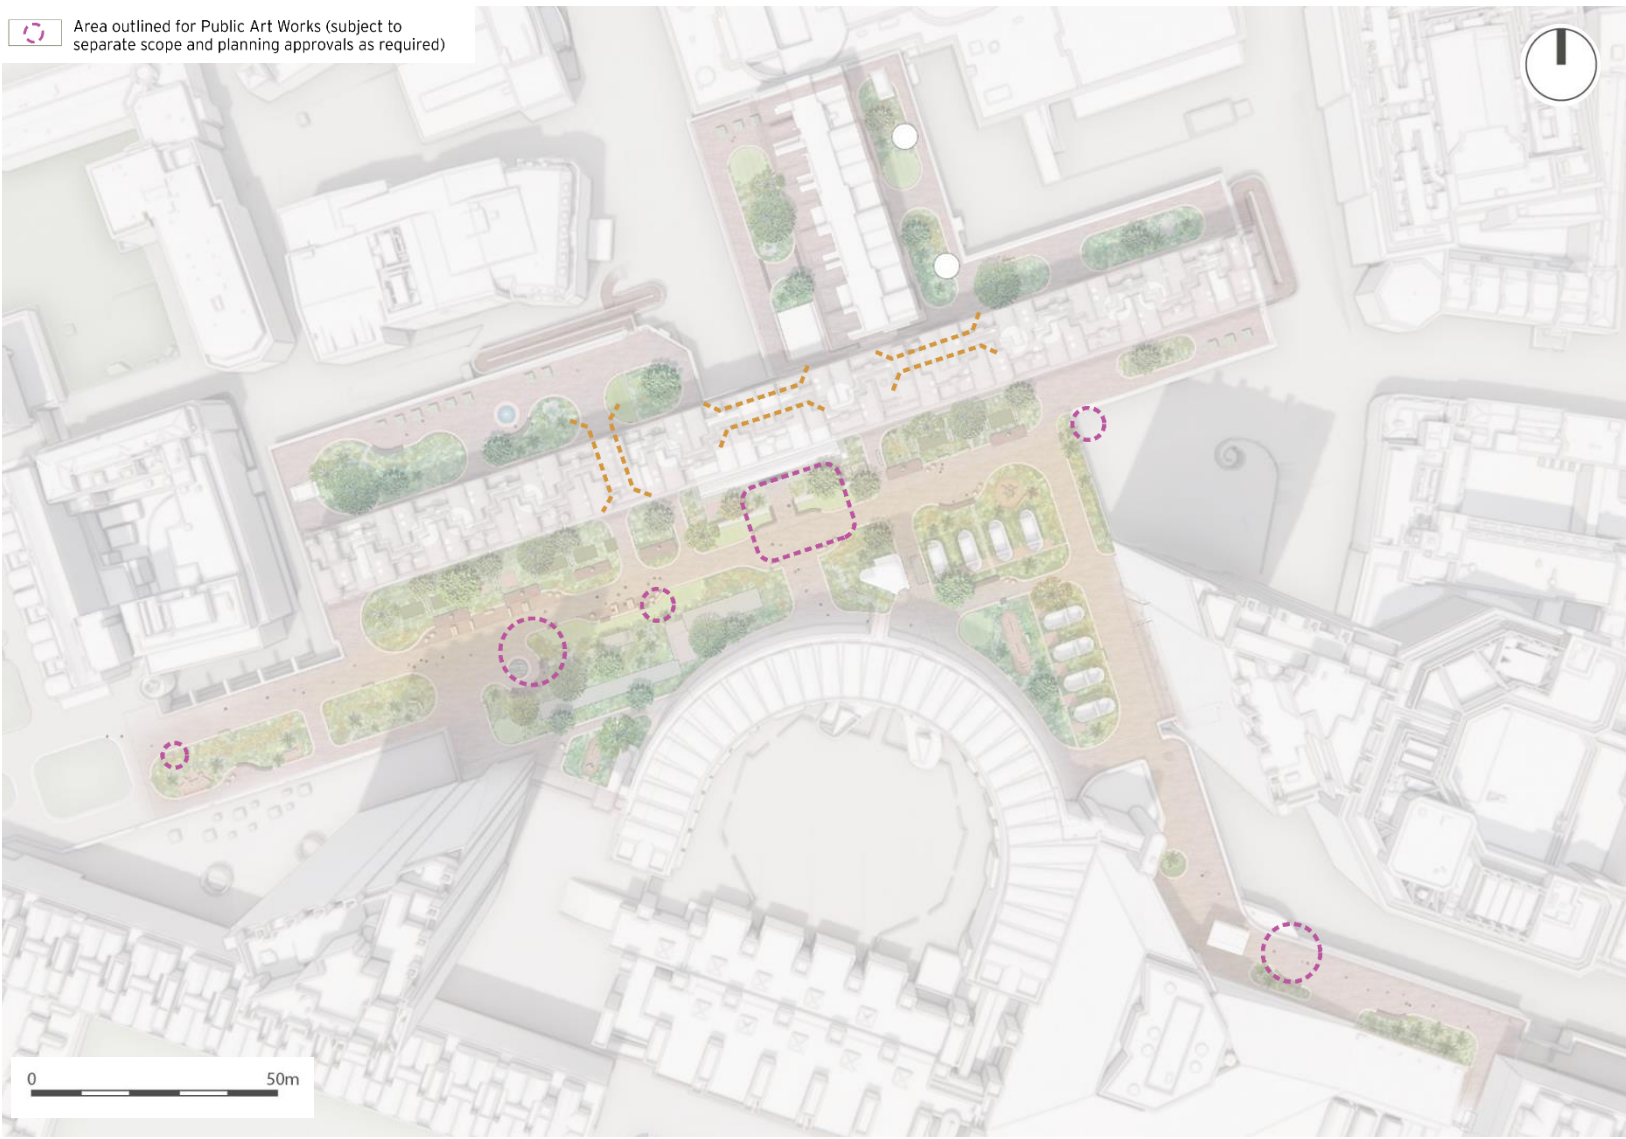 Area outlined for Public Art Works (subject to
separate scope and planning approvals as required)
0 50m